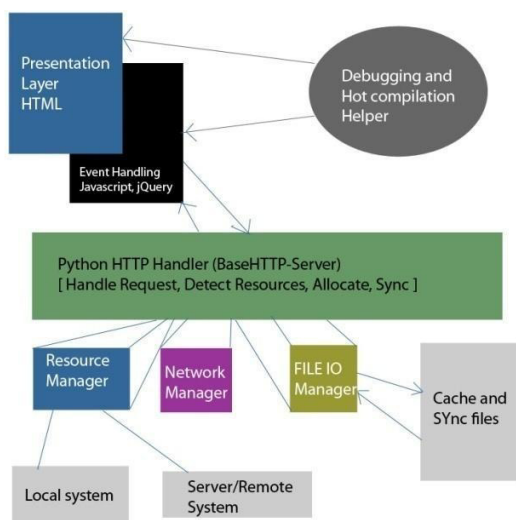 Presentation
Layer
HTML
Debugging and
Hot compilation
Helper
Event Handling
Javascript, jQuery
Python HTTP Handler (BaseHTTP-Server)
[ Handle Request, Detect Resources, Allocate, Sync ]
Resource
Manager
Network
Manager
FILE IO
Manager
Cache and
SYnc files
Local system
Server/Remote
System